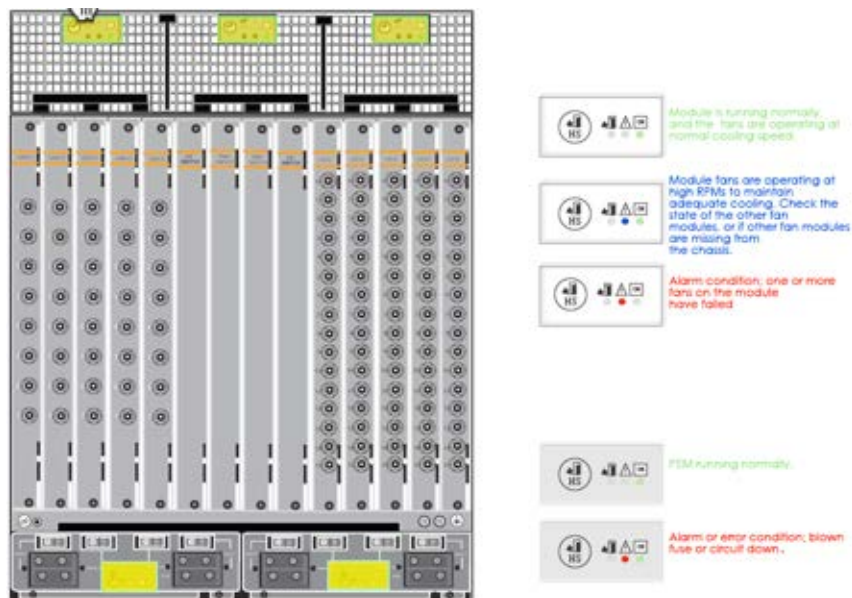 HS
Module is running normally,
and the fans are operating at
normal cooling speed.
HS
Module fans are operating at
high RPMs to maintain
adequate cooling. Check the
state of the other fan
modules, or if other fan modules
are missing from
the chassis.
HS
Alarm condition; one or more
fans on the module
have failed
HS
PSM running normally.
HS
Alarm or error condition; blown
fuse or circuit down.